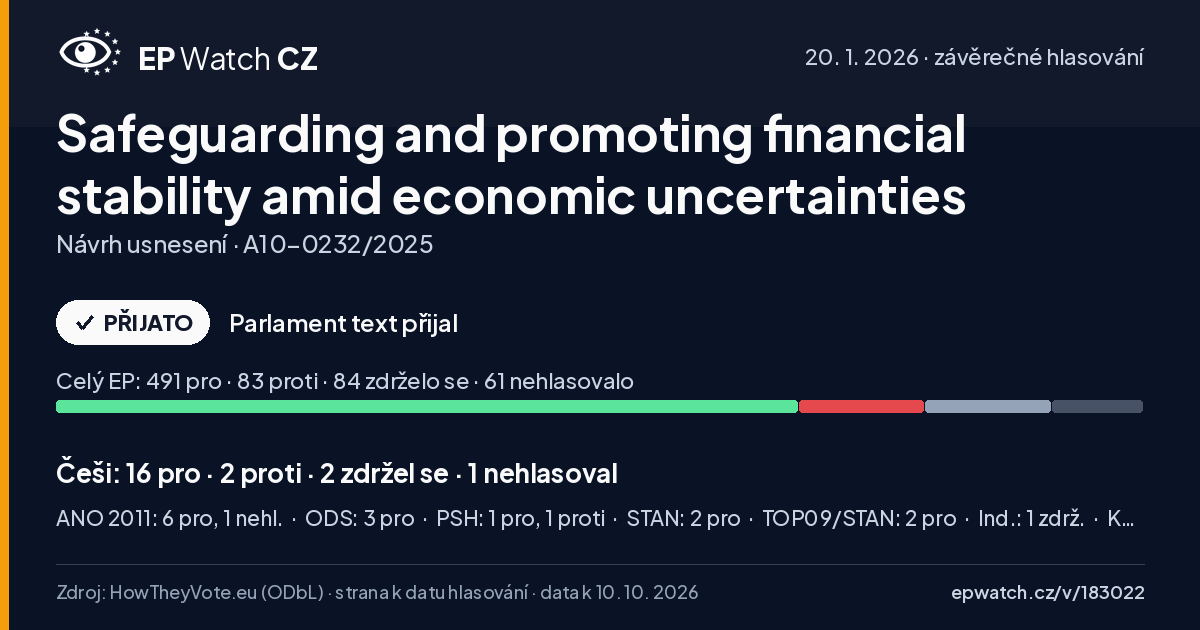 EP Watch CZ
20. 1. 2026 · závěrečné hlasování
Safeguarding and promoting financial
stability amid economic uncertainties
Návrh usnesení · A10-0232/2025
✓ PŘIJATO
Parlament text přijal
Celý EP: 491 pro · 83 proti · 84 zdrželo se · 61 nehlasovalo
Češi: 16 pro · 2 proti · 2 zdržel se · 1 nehlasoval
ANO 2011: 6 pro, 1 nehl. · ODS: 3 pro · PSH: 1 pro, 1 proti · STAN: 2 pro · TOP09/STAN: 2 pro · Ind.: 1 zdrž. · K…
Zdroj: HowTheyVote.eu (ODbL) · strana k datu hlasování · data k 10. 10. 2026
epwatch.cz/v/183022